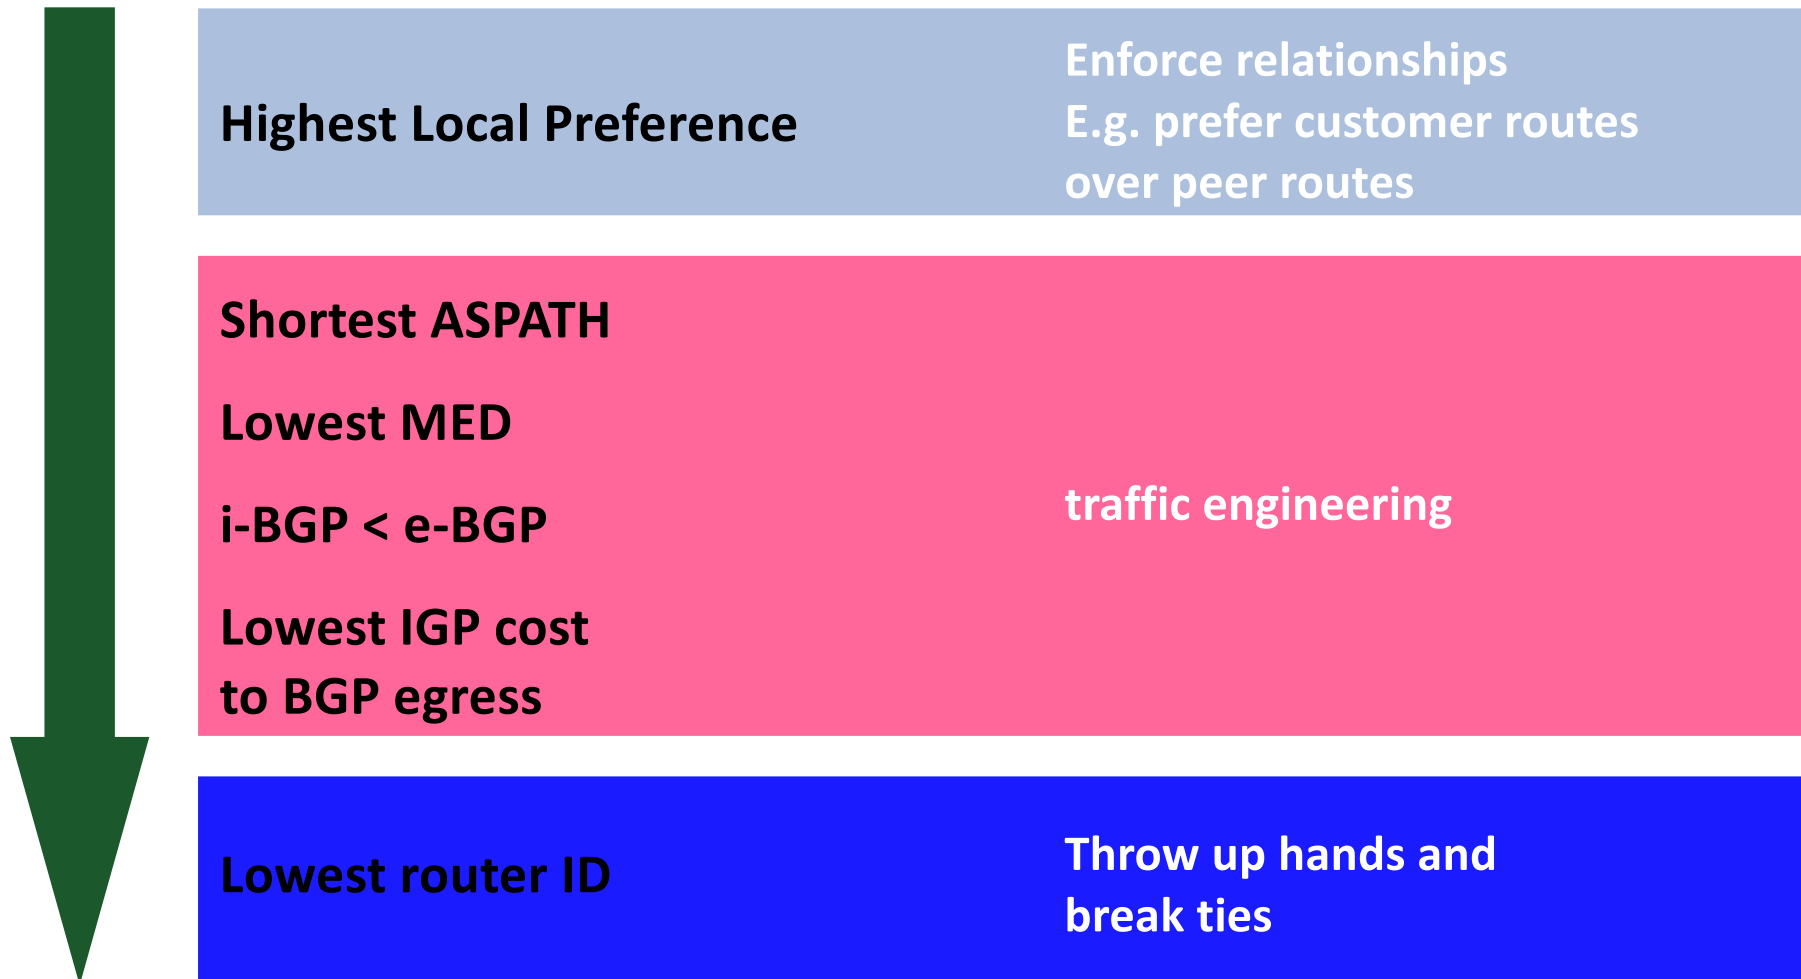 Highest Local Preference
Enforce relationships
E.g. prefer customer routes
over peer routes
Shortest ASPATH
Lowest MED
i-BGP < e-BGP
Lowest IGP cost
to BGP egress
traffic engineering
Lowest router ID
Throw up hands and
break ties